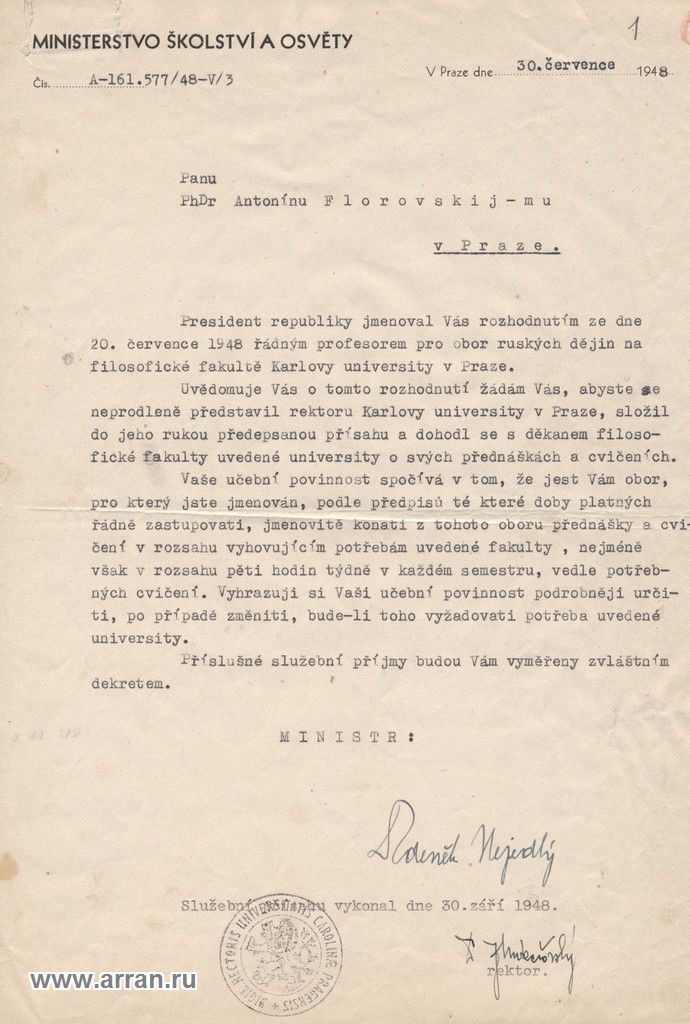 1
MINISTERSTVO ŠKOLSTVÍ A OSVĚTY
Čís. A-161.577/48-V/3
V Praze dne 30. července 1948
Panu
PhDr Antonínu Florovskij-mu
v Praze.
President republiky jmenoval Vás rozhodnutím ze dne
20. července 1948 řádným profesorem pro obor ruských dějin na
filosofické fakultě Karlovy university v Praze.
Uvědomuje Vás o tomto rozhodnutí žádám Vás, abyste se
neprodleně představil rektoru Karlovy university v Praze, složil
do jeho rukou předepsanou přísahu a dohodl se s děkanem filoso-
fické fakulty uvedené university o svých přednáškách a cvičeních.
Vaše učební povinnost spočívá v tom, že jest Vám obor,
pro který jste jmenován, podle předpisů té které doby platných
řádně zastupovati, jmenovitě konati z tohoto oboru přednášky a cvi-
čení v rozsahu vyhovujícím potřebám uvedené fakulty , nejméně
však v rozsahu pěti hodin týdně v každém semestru, vedle potřeb-
ných cvičení. Vyhrazuji si Vaši učební povinnost podrobněji urči-
ti, po případě změniti, bude-li toho vyžadovati potřeba uvedené
university.
Příslušné služební příjmy budou Vám vyměřeny zvláštním
dekretem.
MINISTR:
Zdeněk Nejedlý
Služební přísahu vykonal dne 30. září 1948.
rektor.
SIGIL RECTORIS UNIVERSITATIS CAROLINAE PRAGENSIS
www.arran.ru